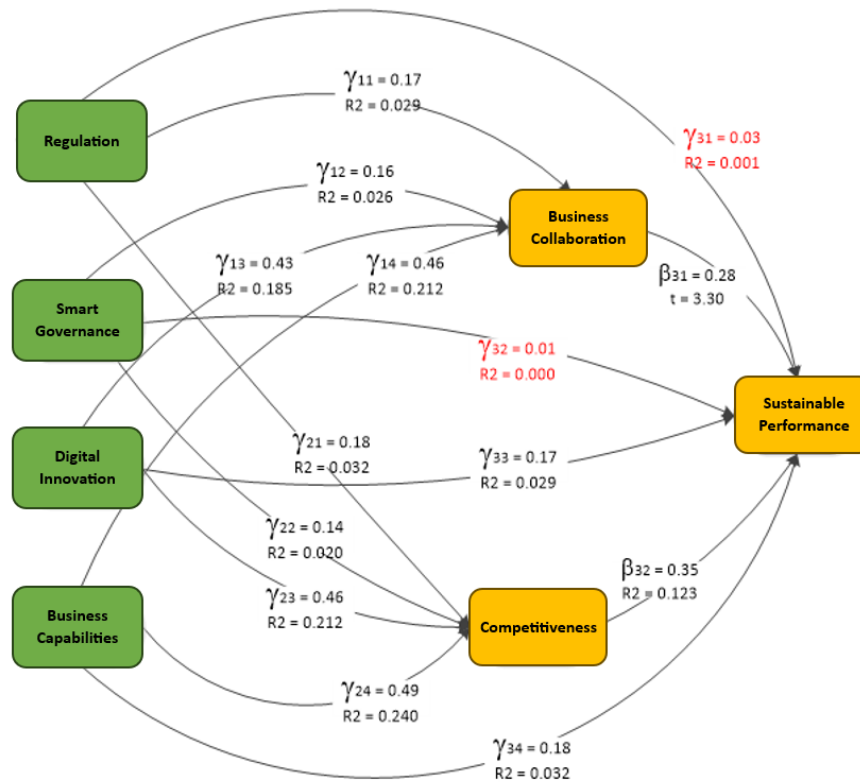 γ11 = 0.17
R2 = 0.029
Regulation
γ31 = 0.03
R2 = 0.001
γ12 = 0.16
R2 = 0.026
Business
Collaboration
γ13 = 0.43
R2 = 0.185
γ14 = 0.46
R2 = 0.212
β31 = 0.28
t = 3.30
Smart
Governance
γ32 = 0.01
R2 = 0.000
Sustainable
Performance
Digital
Innovation
γ21 = 0.18
R2 = 0.032
γ33 = 0.17
R2 = 0.029
γ22 = 0.14
R2 = 0.020
β32 = 0.35
R2 = 0.123
γ23 = 0.46
R2 = 0.212
Business
Capabilities
Competitiveness
γ24 = 0.49
R2 = 0.240
γ34 = 0.18
R2 = 0.032